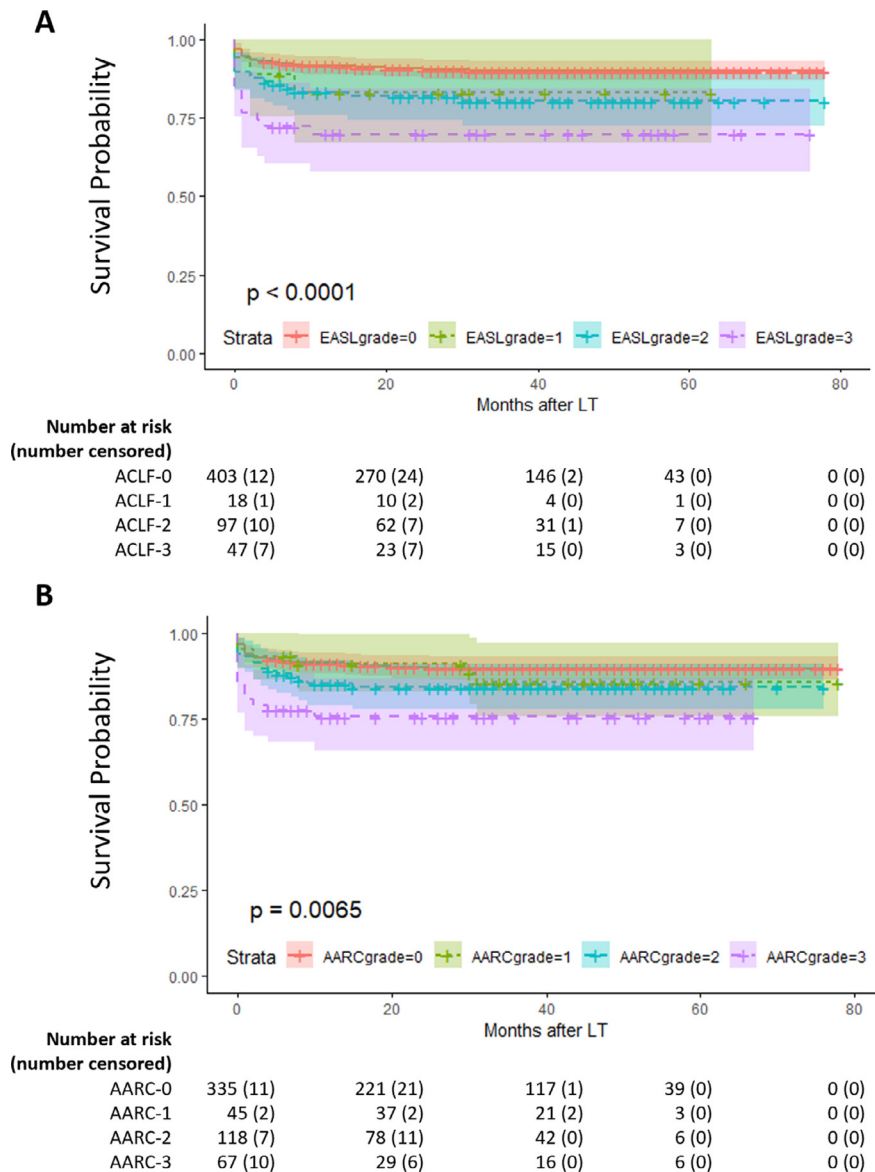 A
Survival Probability
1.00
0.75
0.50
0.25
0.00
p < 0.0001
Strata EASLgrade=0 EASLgrade=1 EASLgrade=2 EASLgrade=3
0 20 40 60 80
Months after LT
Number at risk
(number censored)
ACLF-0 403 (12) 270 (24) 146 (2) 43 (0) 0 (0)
ACLF-1 18 (1) 10 (2) 4 (0) 1 (0) 0 (0)
ACLF-2 97 (10) 62 (7) 31 (1) 7 (0) 0 (0)
ACLF-3 47 (7) 23 (7) 15 (0) 3 (0) 0 (0)
B
Survival Probability
1.00
0.75
0.50
0.25
0.00
p = 0.0065
Strata AARCgrade=0 AARCgrade=1 AARCgrade=2 AARCgrade=3
0 20 40 60 80
Months after LT
Number at risk
(number censored)
AARC-0 335 (11) 221 (21) 117 (1) 39 (0) 0 (0)
AARC-1 45 (2) 37 (2) 21 (2) 3 (0) 0 (0)
AARC-2 118 (7) 78 (11) 42 (0) 6 (0) 0 (0)
AARC-3 67 (10) 29 (6) 16 (0) 6 (0) 0 (0)